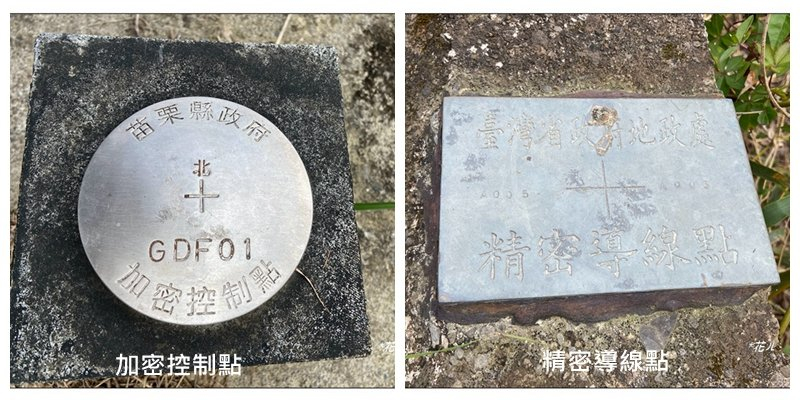 苗栗縣政府
北
GDF01
加密控制點
加密控制點
臺灣省政府地政處
精密導線點
精密導線點